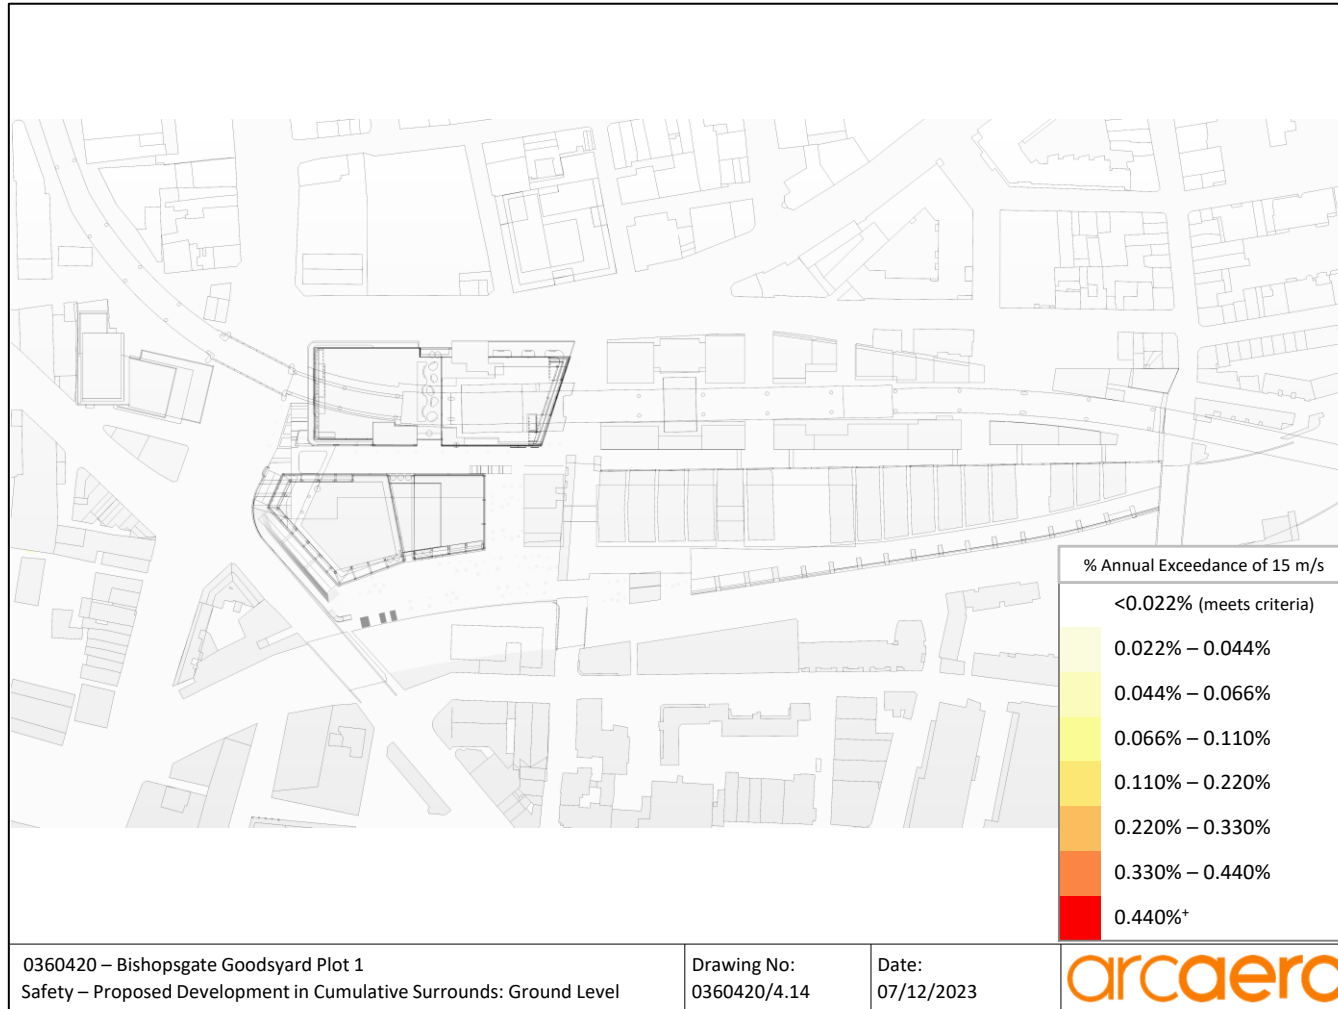 % Annual Exceedance of 15 m/s
<0.022% (meets criteria)
0.022% – 0.044%
0.044% – 0.066%
0.066% – 0.110%
0.110% – 0.220%
0.220% – 0.330%
0.330% – 0.440%
0.440%⁺
0360420 – Bishopsgate Goodsyard Plot 1
Safety – Proposed Development in Cumulative Surrounds: Ground Level
Drawing No:
0360420/4.14
Date:
07/12/2023
arcaero